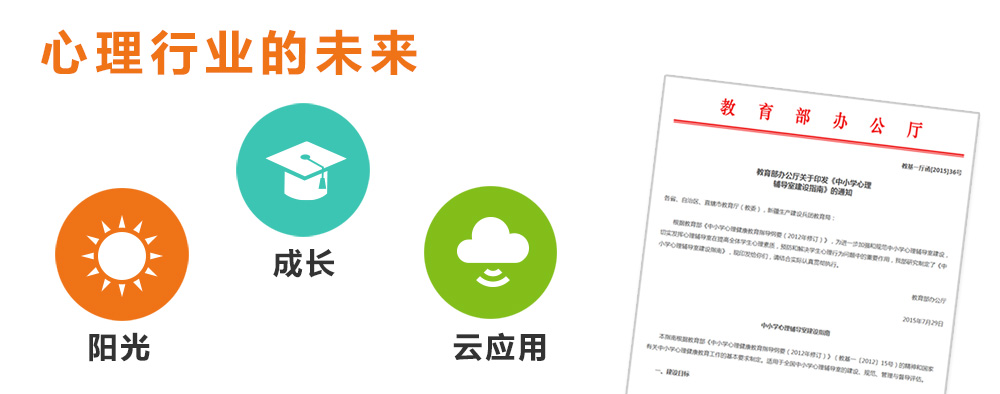 心理行业的未来
成长
阳光
云应用
教育部办公厅
教基一厅函[2015]36号
教育部办公厅关于印发《中小学心理
辅导室建设指南》的通知
各省、自治区、直辖市教育厅（教委），新疆生产建设兵团教育局：
根据教育部《中小学心理健康教育指导纲要（2012年修订）》，为进一步加强和规范中小学心理辅导室建设，
切实发挥心理辅导室在提高全体学生心理素质，预防和解决学生心理行为问题中的重要作用，我部研究制定了《中
小学心理辅导室建设指南》，现印发给你们，请结合实际认真贯彻执行。
教育部办公厅
2015年7月29日
中小学心理辅导室建设指南
本指南根据教育部《中小学心理健康教育指导纲要（2012年修订）》（教基一〔2012〕15号）的精神和国家
有关中小学心理健康教育工作的基本要求制定。适用于全国中小学心理辅导室的建设、规范、管理与督导评估。
一、建设目标